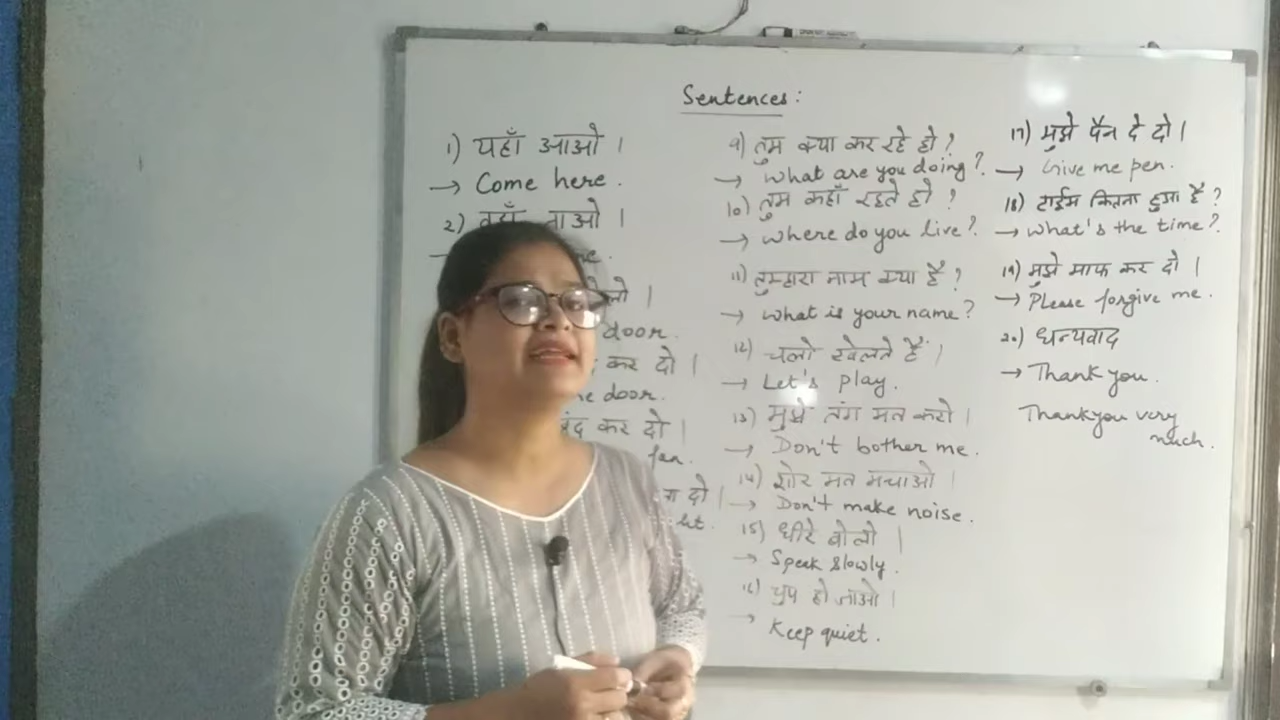 Sentences:
1) यहाँ आओ ।
→ Come here.
2) वहाँ जाओ ।
door.
कर दो ।
door.
कर दो ।
fan.
दो ।
9) तुम क्या कर रहे हो ?
→ What are you doing?
10) तुम कहाँ रहते हो ?
→ Where do you live?
11) तुम्हारा नाम क्या है ?
→ What is your name?
12) चलो खेलते हैं ।
→ Let's play.
13) मुझे तंग मत करो ।
→ Don't bother me.
14) शोर मत मचाओ ।
→ Don't make noise.
15) धीरे बोलो ।
→ Speak slowly.
16) चुप हो जाओ ।
→ Keep quiet.
17) मुझे पैन दे दो ।
→ Give me pen.
18) टाईम कितना हुआ है ?
→ What's the time?
19) मुझे माफ कर दो ।
→ Please forgive me.
20) धन्यवाद
→ Thank you.
Thankyou very
much.